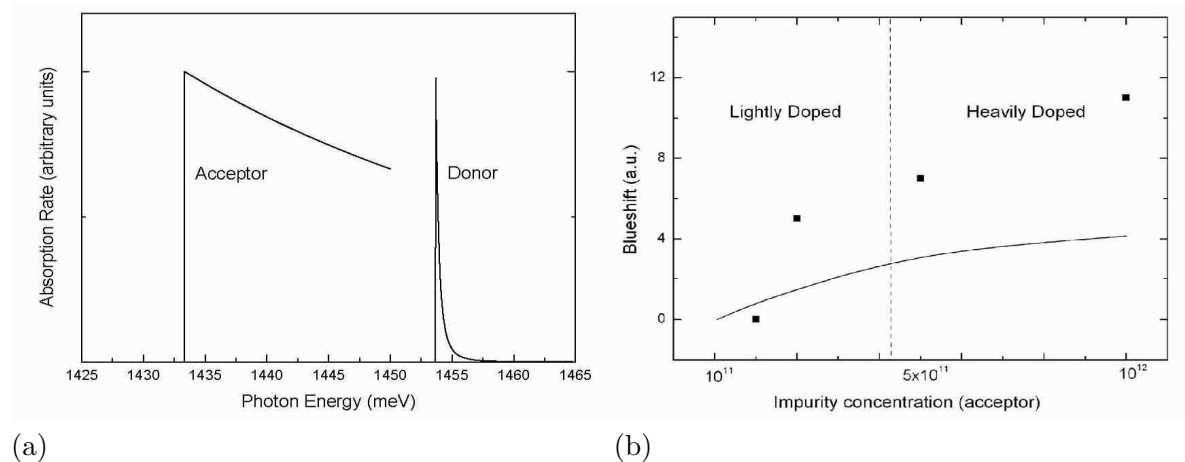 Absorption Rate (arbitrary units)
Acceptor
Donor
1425 1430 1435 1440 1445 1450 1455 1460 1465
Photon Energy (meV)
(a)
Blueshift (a.u.)
12
8
4
0
Lightly Doped
Heavily Doped
10¹¹ 5x10¹¹ 10¹²
Impurity concentration (acceptor)
(b)